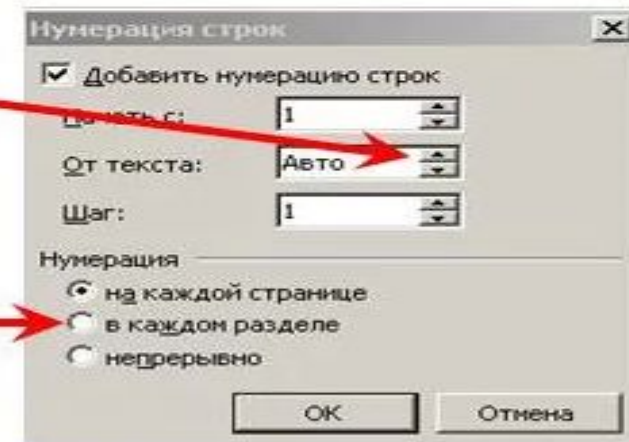 Нумерация строк
Добавить нумерацию строк
с: 1
От текста: Авто
Шаг: 1
Нумерация
на каждой странице
в каждом разделе
непрерывно
ОК Отмена